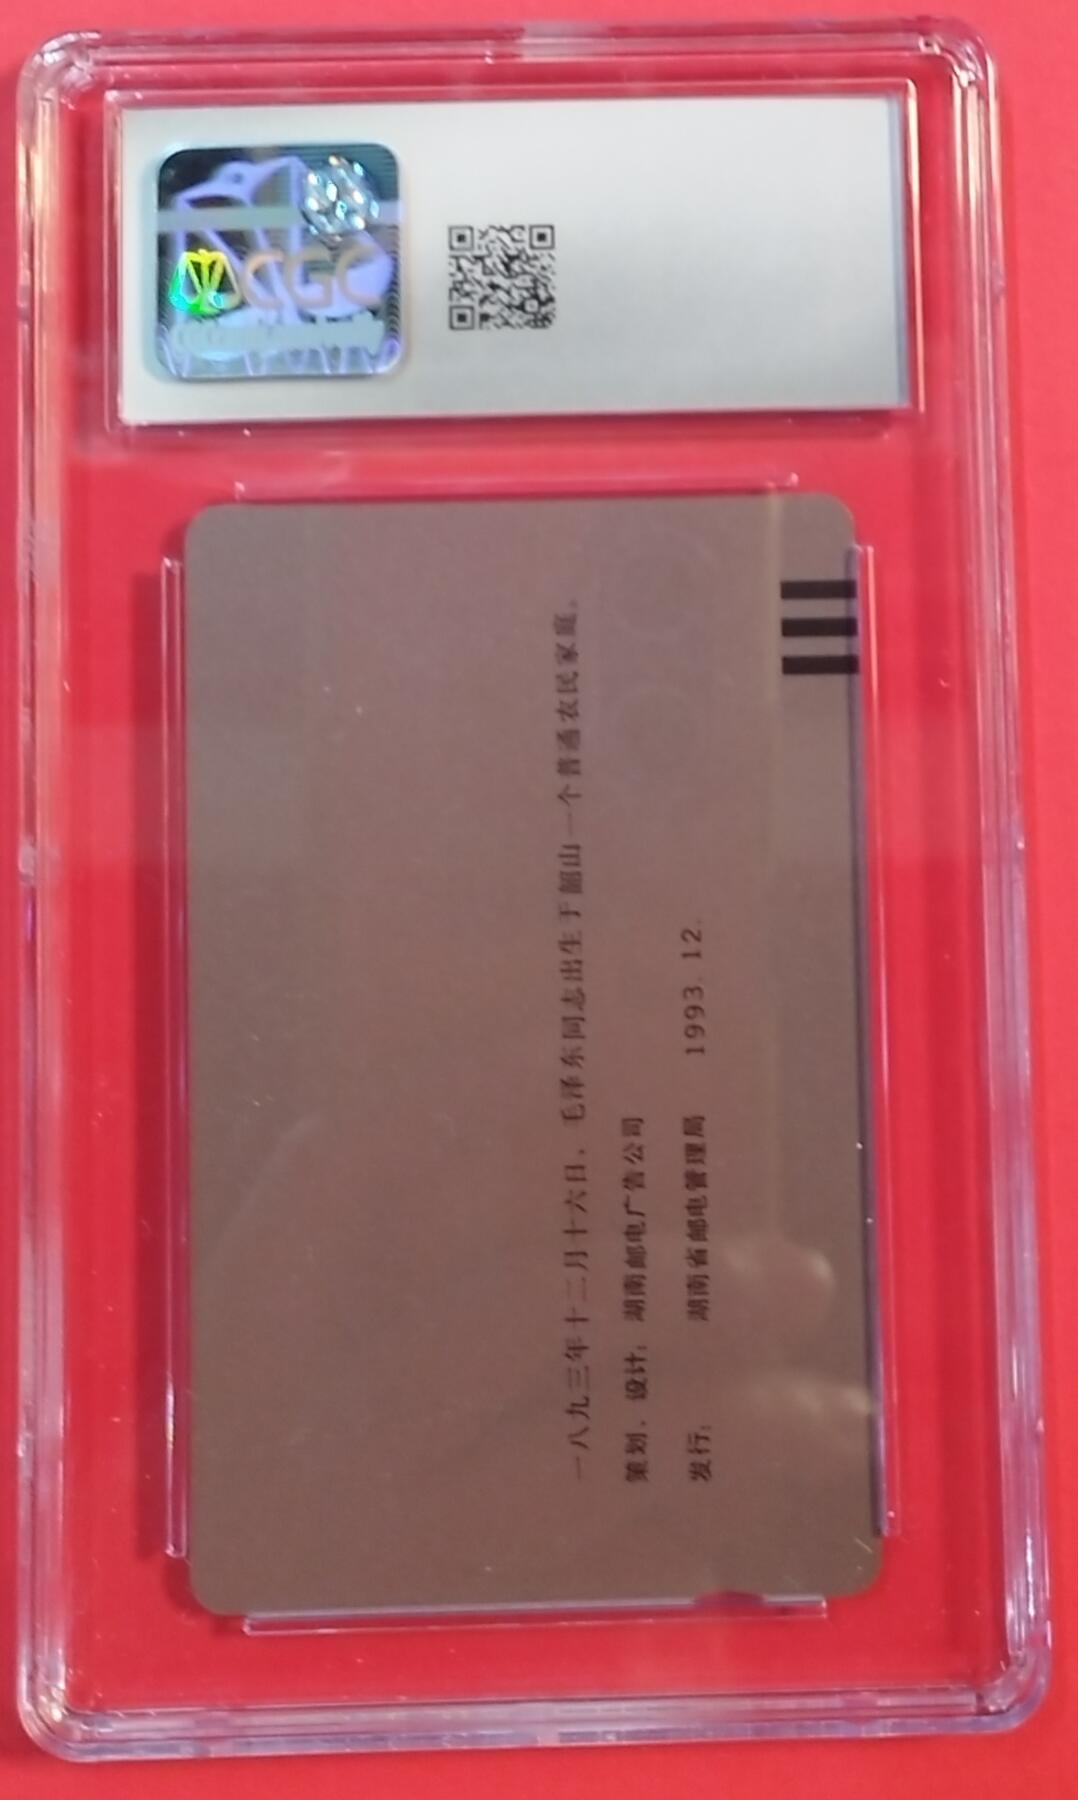 CGC
一八九三年十二月十六日、毛泽东同志出生于韶山一个普通农民家庭。
策划、设计：湖南邮电广告公司
发行：湖南省邮电管理局 1993.12.